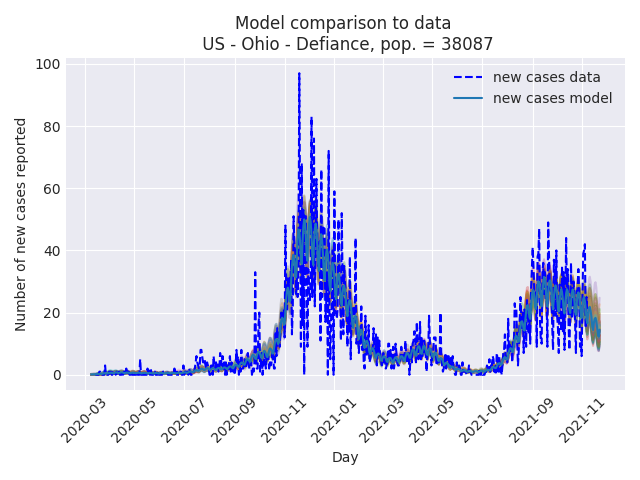 Model comparison to data
US - Ohio - Defiance, pop. = 38087
new cases data
new cases model
Number of new cases reported
100
80
60
40
20
0
2020-03
2020-05
2020-07
2020-09
2020-11
2021-01
2021-03
2021-05
2021-07
2021-09
2021-11
Day